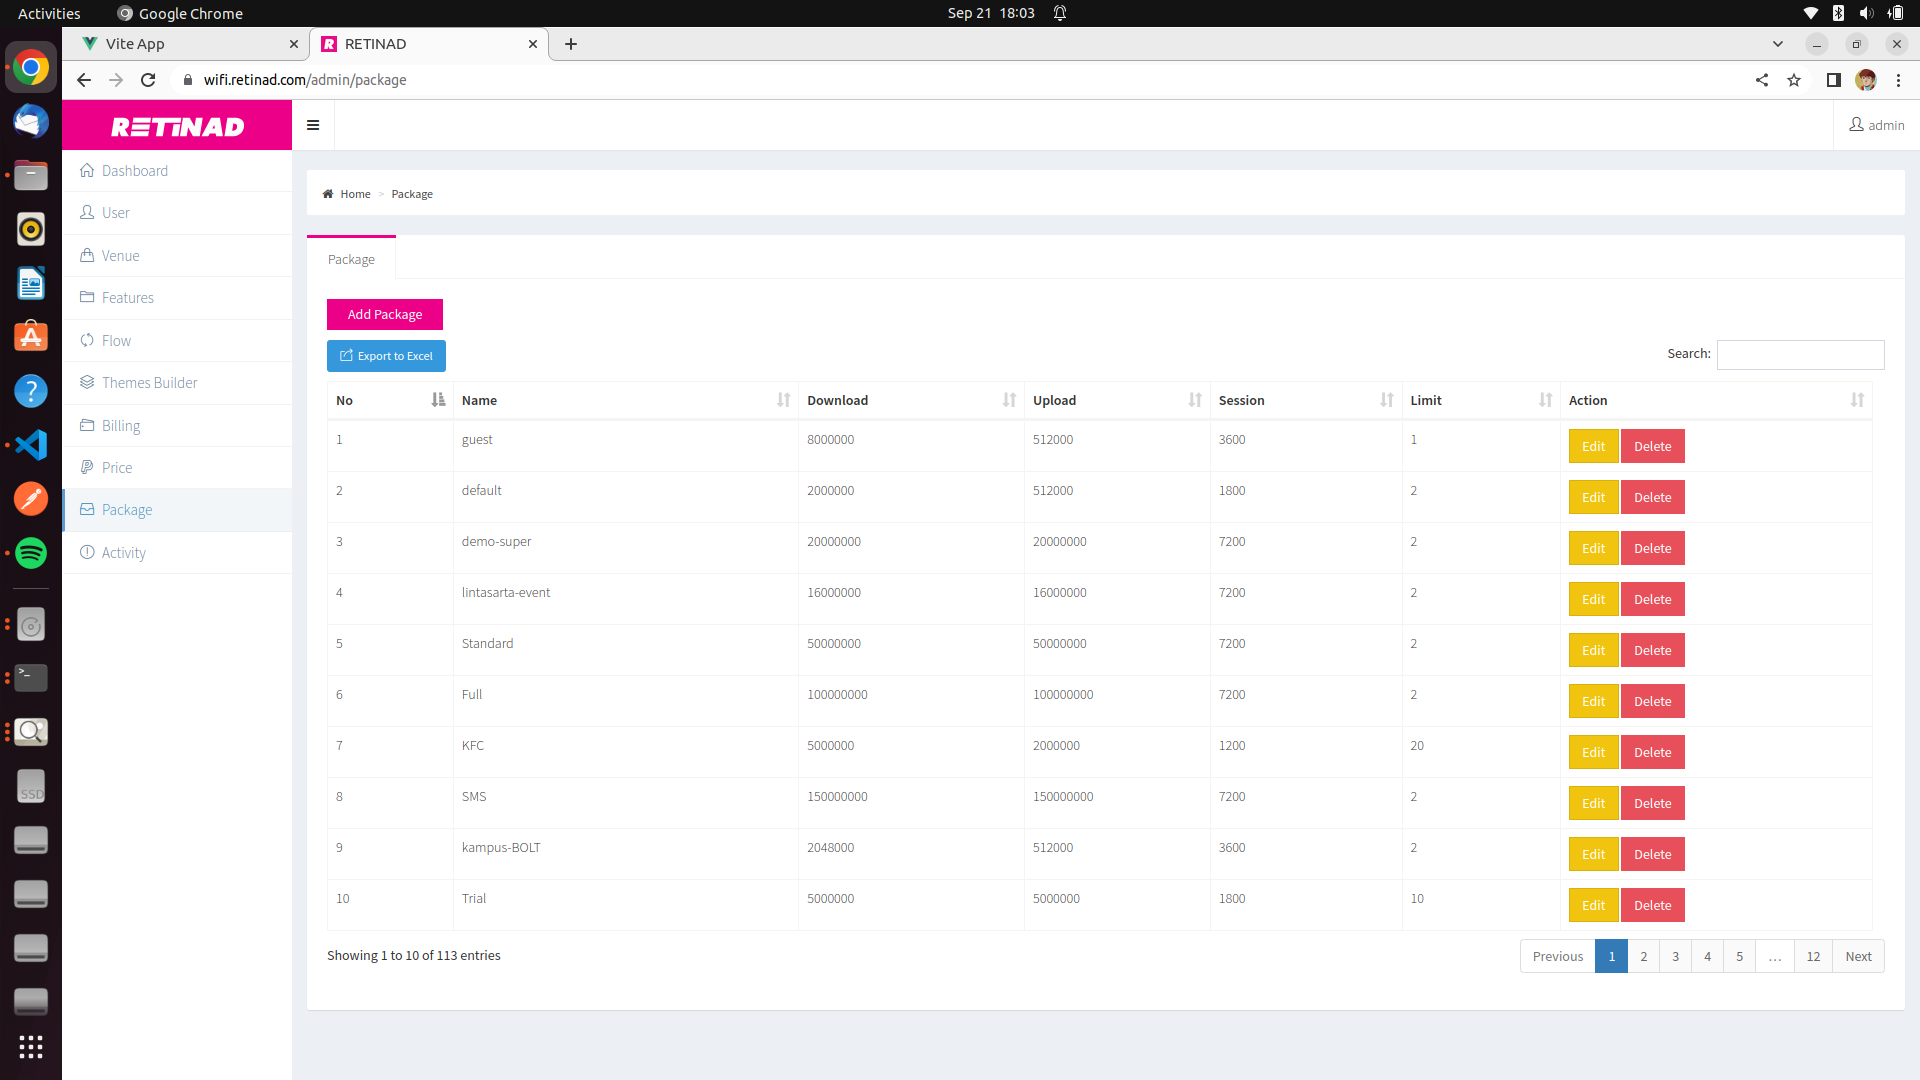 Activities Google Chrome Sep 21 18:03
Vite App RETINAD
wifi.retinad.com/admin/package
RETINAD admin
Dashboard
User
Venue
Features
Flow
Themes Builder
Billing
Price
Package
Activity
Home > Package
Package
Add Package
Export to Excel Search:
No Name Download Upload Session Limit Action
1 guest 8000000 512000 3600 1 Edit Delete
2 default 2000000 512000 1800 2 Edit Delete
3 demo-super 20000000 20000000 7200 2 Edit Delete
4 lintasarta-event 16000000 16000000 7200 2 Edit Delete
5 Standard 50000000 50000000 7200 2 Edit Delete
6 Full 100000000 100000000 7200 2 Edit Delete
7 KFC 5000000 2000000 1200 20 Edit Delete
8 SMS 150000000 150000000 7200 2 Edit Delete
9 kampus-BOLT 2048000 512000 3600 2 Edit Delete
10 Trial 5000000 5000000 1800 10 Edit Delete
Showing 1 to 10 of 113 entries Previous 1 2 3 4 5 … 12 Next
SSD